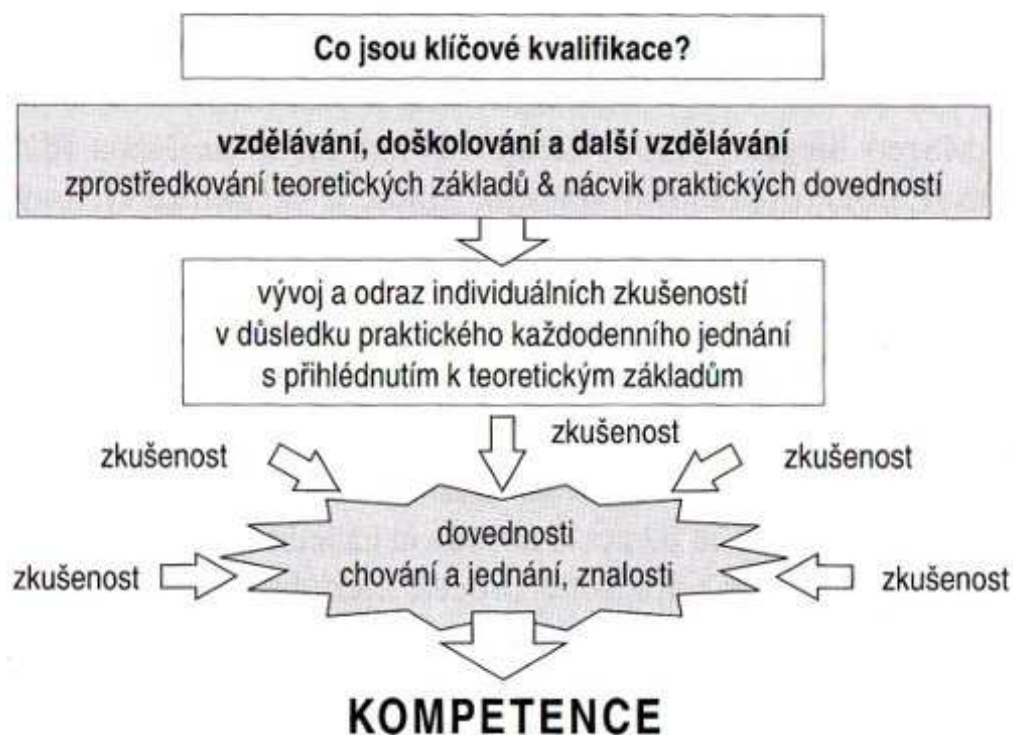 Co jsou klíčové kvalifikace?
vzdělávání, doškolování a další vzdělávání
zprostředkování teoretických základů & nácvik praktických dovedností
vývoj a odraz individuálních zkušeností
v důsledku praktického každodenního jednání
s přihlédnutím k teoretickým základům
zkušenost
zkušenost
zkušenost
dovednosti
chování a jednání, znalosti
zkušenost
zkušenost
KOMPETENCE